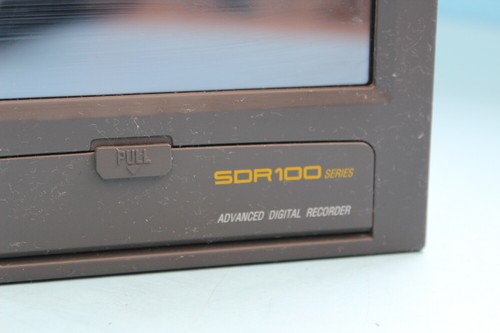 PULL
SDR100 SERIES
ADVANCED DIGITAL RECORDER